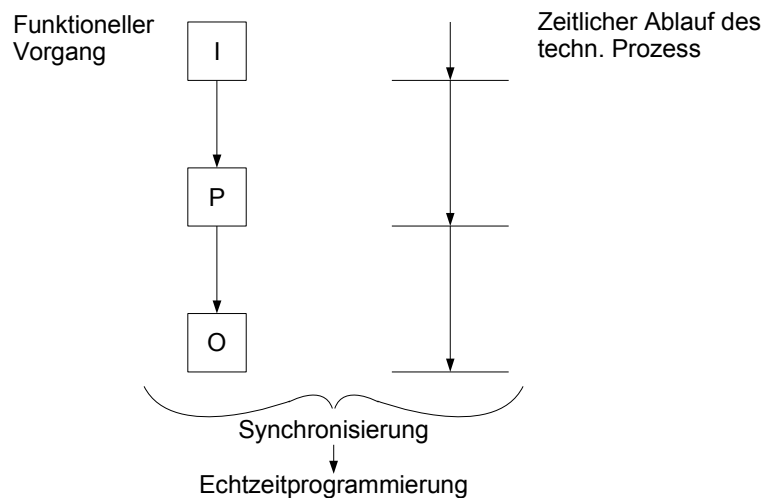 Funktioneller
Vorgang
I
Zeitlicher Ablauf des
techn. Prozess
P
O
Synchronisierung
Echtzeitprogrammierung